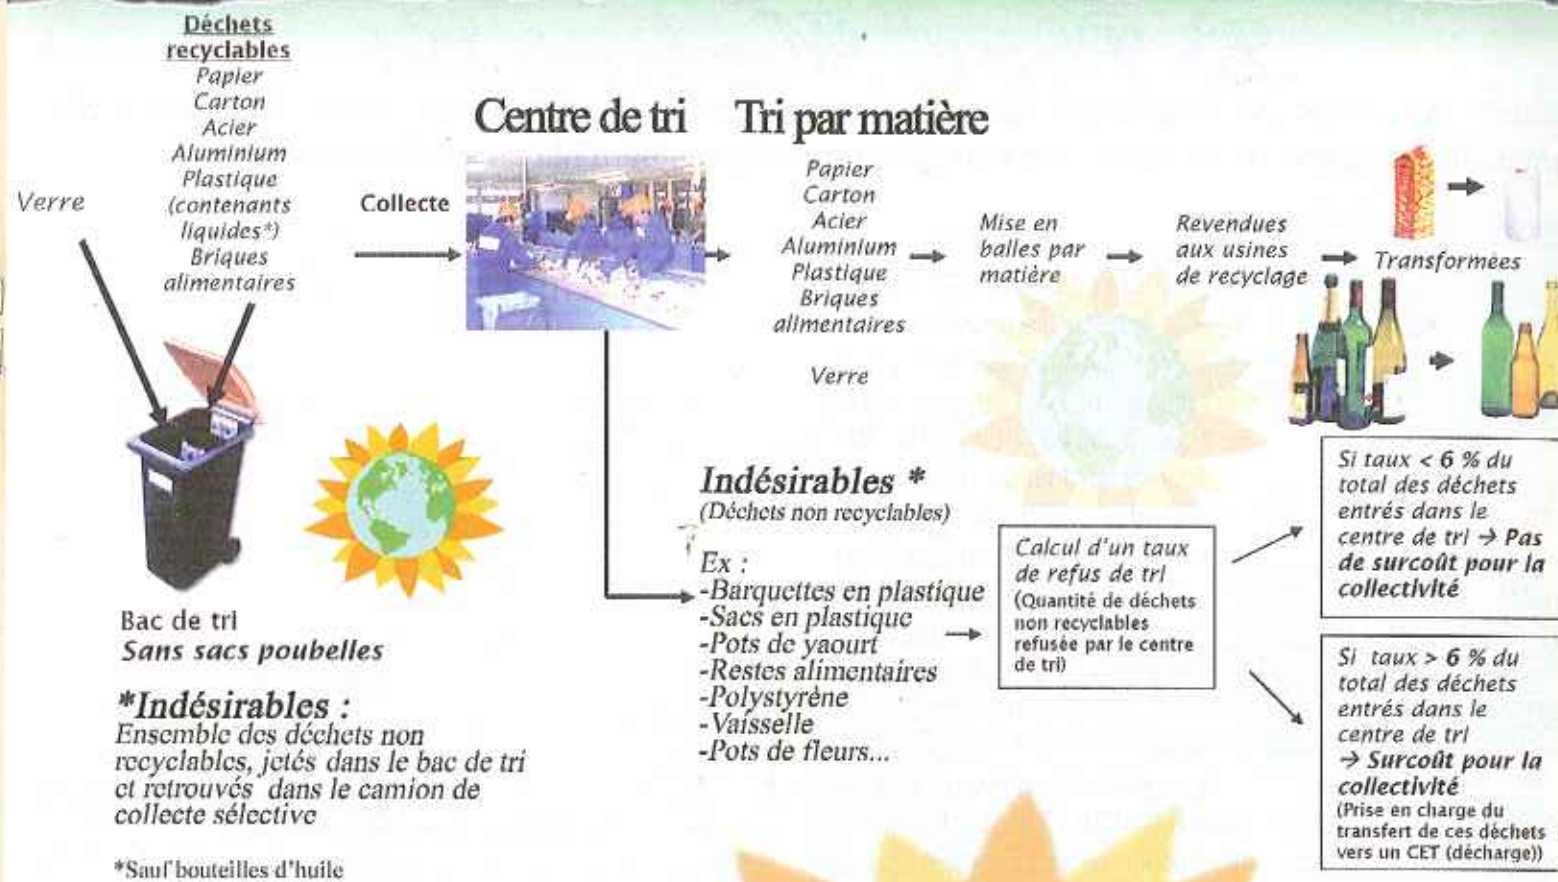 Déchets
recyclables
Papier
Carton
Acier
Aluminium
Plastique
(contenants
liquides*)
Briques
alimentaires
Verre
Collecte
Bac de tri
Sans sacs poubelles
*Indésirables :
Ensemble des déchets non
recyclables, jetés dans le bac de tri
et retrouvés dans le camion de
collecte sélective
*Sauf bouteilles d'huile
Centre de tri
Tri par matière
Papier
Carton
Acier
Aluminium
Plastique
Briques
alimentaires
Verre
Mise en
balles par
matière
Revendues
aux usines
de recyclage
Transformées
Indésirables *
(Déchets non recyclables)
Ex :
-Barquettes en plastique
-Sacs en plastique
-Pots de yaourt
-Restes alimentaires
-Polystyrène
-Vaisselle
-Pots de fleurs...
Calcul d'un taux
de refus de tri
(Quantité de déchets
non recyclables
refusée par le centre
de tri)
Si taux < 6 % du
total des déchets
entrés dans le
centre de tri → Pas
de surcoût pour la
collectivité
Si taux > 6 % du
total des déchets
entrés dans le
centre de tri
→ Surcoût pour la
collectivité
(Prise en charge du
transfert de ces déchets
vers un CET (décharge))